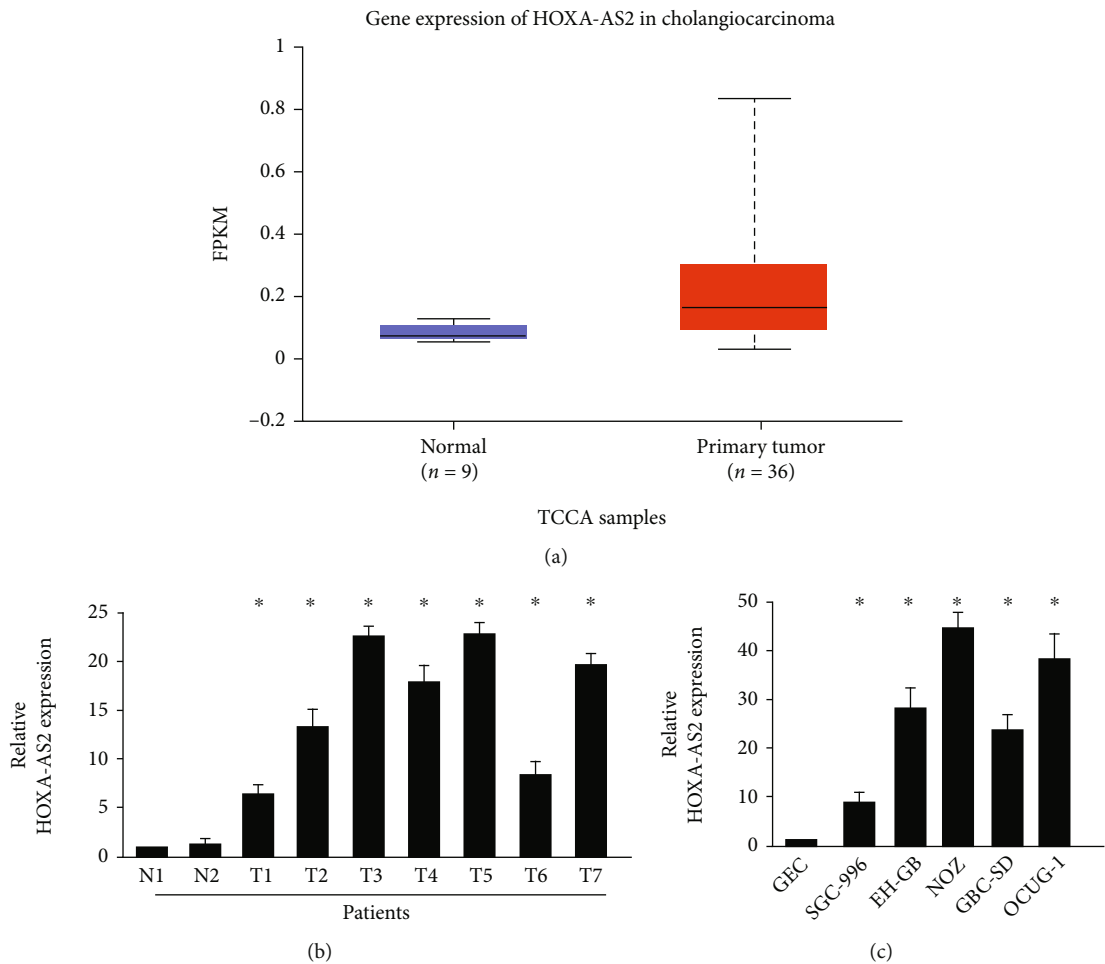 Gene expression of HOXA-AS2 in cholangiocarcinoma
1
0.8
0.6
0.4
0.2
0
–0.2
FPKM
Normal
(n = 9)
Primary tumor
(n = 36)
TCCA samples
(a)
Relative
HOXA-AS2 expression
25
20
15
10
5
0
* * * * * * *
N1 N2 T1 T2 T3 T4 T5 T6 T7
Patients
(b)
Relative
HOXA-AS2 expression
50
40
30
20
10
0
* * * * *
GEC
SGC-996
EH-GB
NOZ
GBC-SD
OCUG-1
(c)